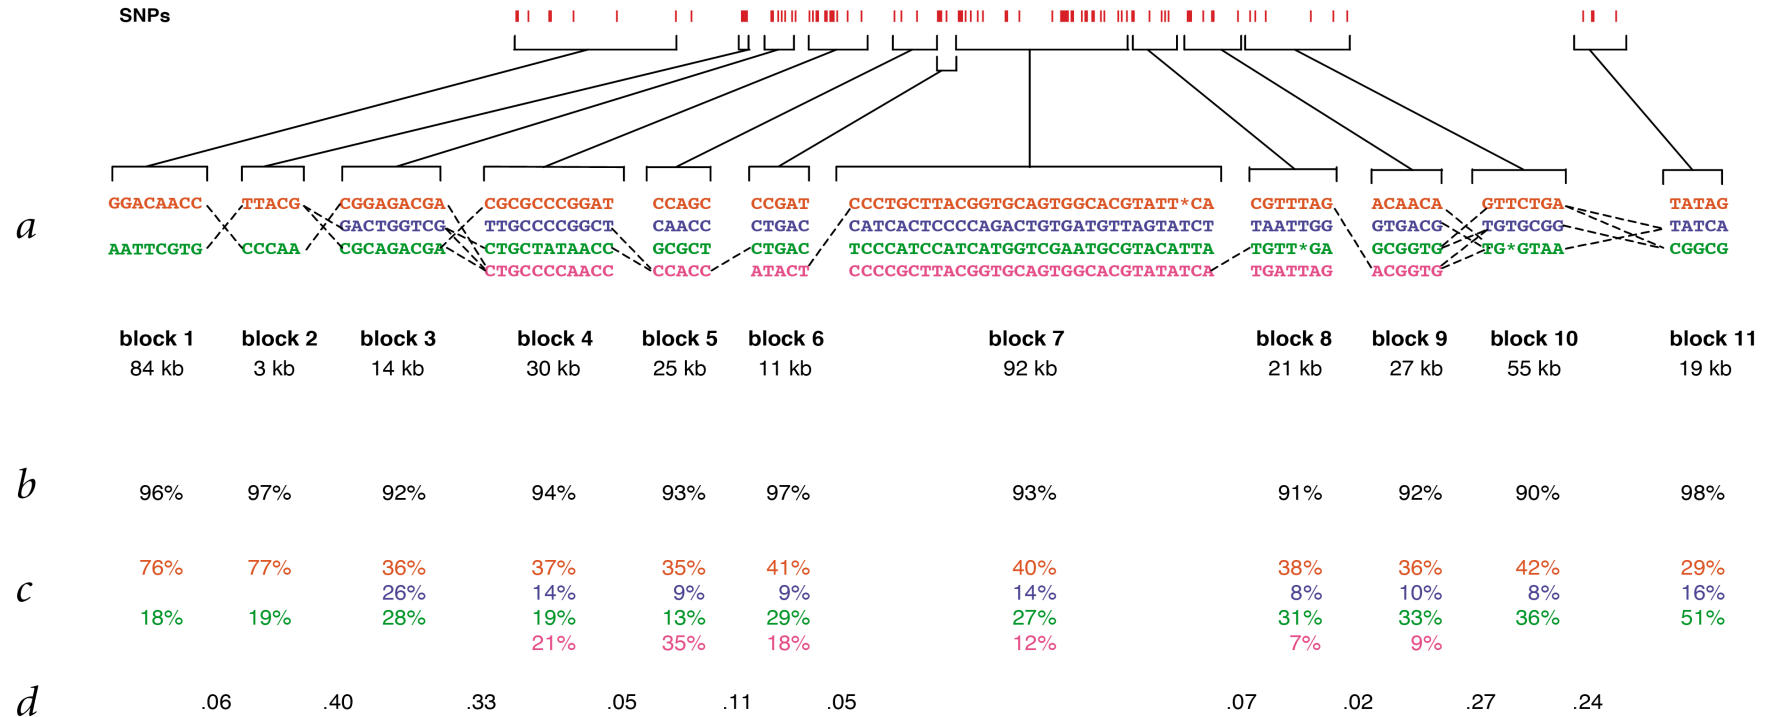 SNPs
a
GGACAACC TTACG CGGAGACGA CGCGCCCGGAT CCAGC CCGAT CCCTGCTTACGGTGCAGTGGCACGTATT*CA CGTTTAG ACAACA GTTCTGA TATAG
GACTGGTCG TTGCCCCGGCT CAACC CTGAC CATCACTCCCCAGACTGTGATGTTAGTATCT TAATTGG GTGACG TGTGCGG TATCA
AATTCGTG CCCAA CGCAGACGA CTGCTATAACC GCGCT CTGAC TCCCATCCATCATGGTCGAATGCGTACATTA TGTT*GA GCGGTG TG*GTAA CGGCG
CTGCCCCAACC CCACC ATACT CCCCGCTTACGGTGCAGTGGCACGTATATCA TGATTAG ACGGTG
block 1 block 2 block 3 block 4 block 5 block 6 block 7 block 8 block 9 block 10 block 11
84 kb 3 kb 14 kb 30 kb 25 kb 11 kb 92 kb 21 kb 27 kb 55 kb 19 kb
b 96% 97% 92% 94% 93% 97% 93% 91% 92% 90% 98%
c
76% 77% 36% 37% 35% 41% 40% 38% 36% 42% 29%
26% 14% 9% 9% 14% 8% 10% 8% 16%
18% 19% 28% 19% 13% 29% 27% 31% 33% 36% 51%
21% 35% 18% 12% 7% 9%
d .06 .40 .33 .05 .11 .05 .07 .02 .27 .24